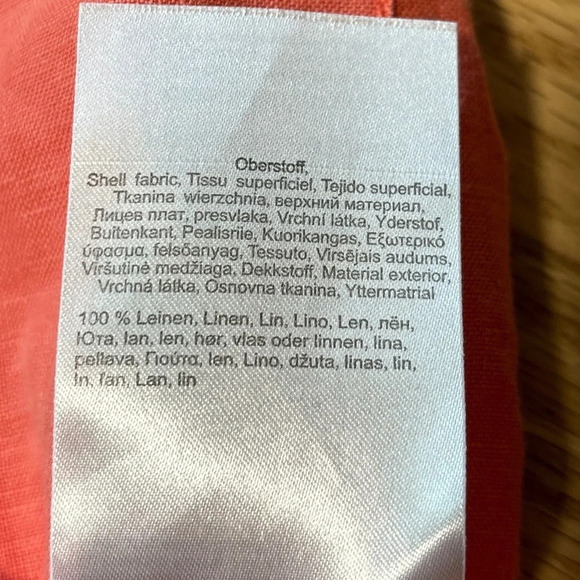 Oberstoff,
Shell fabric, Tissu superficiel, Tejido superficial,
Tkanina wierzchnia, верхний материал,
Лицев плат, presvlaka, Vrchní látka, Yderstof,
Buitenkant, Pealisriie, Kuorikangas, Εξωτερικό
ύφασμα, felsőanyag, Tessuto, Virsējais audums,
Viršutinė medžiaga, Dekkstoff, Material exterior,
Vrchná látka, Osnovna tkanina, Yttermatrial
100 % Leinen, Linen, Lin, Lino, Len, лён,
Юта, lan, len, hør, vlas oder linnen, lina,
pellava, Γιούτα, len, Lino, džuta, linas, lin,
in, ľan, Lan, lin